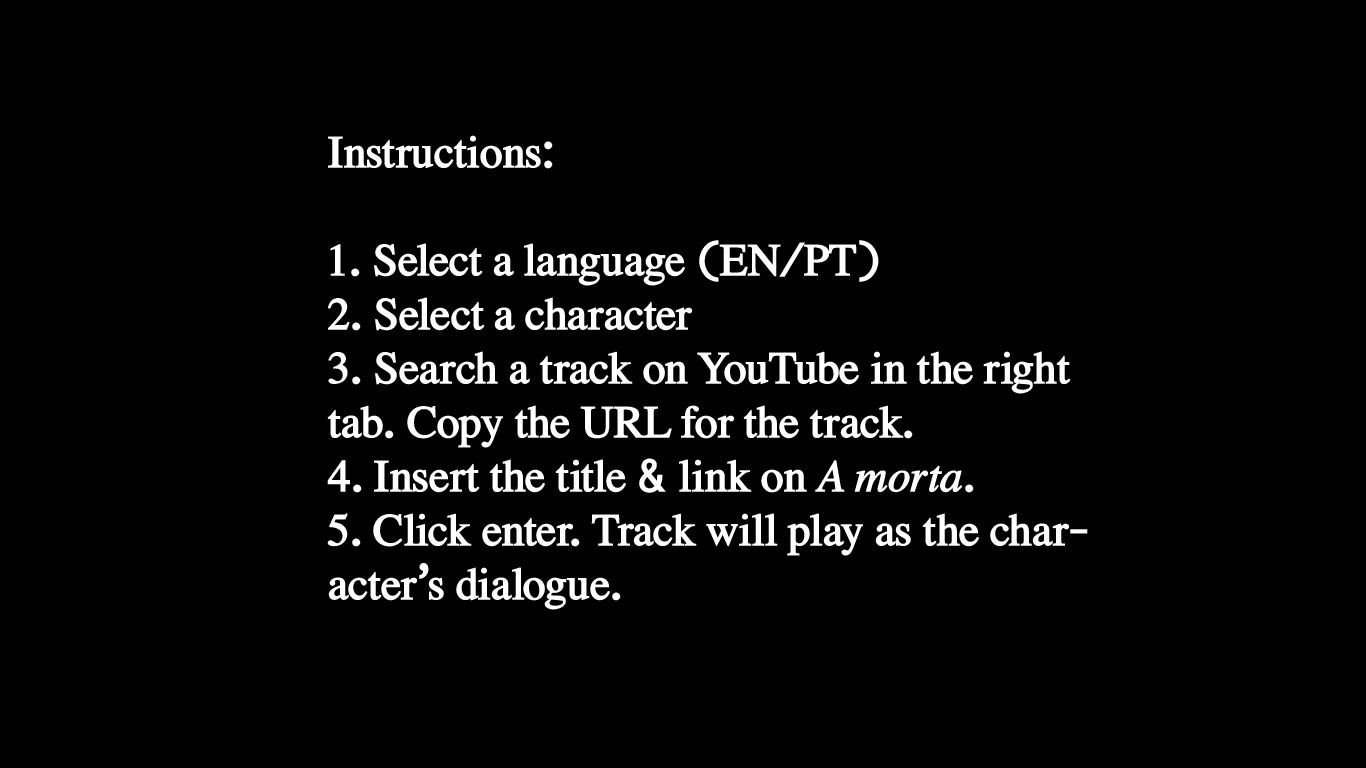 Instructions:
1. Select a language (EN/PT)
2. Select a character
3. Search a track on YouTube in the right
tab. Copy the URL for the track.
4. Insert the title & link on A morta.
5. Click enter. Track will play as the char-
acter’s dialogue.